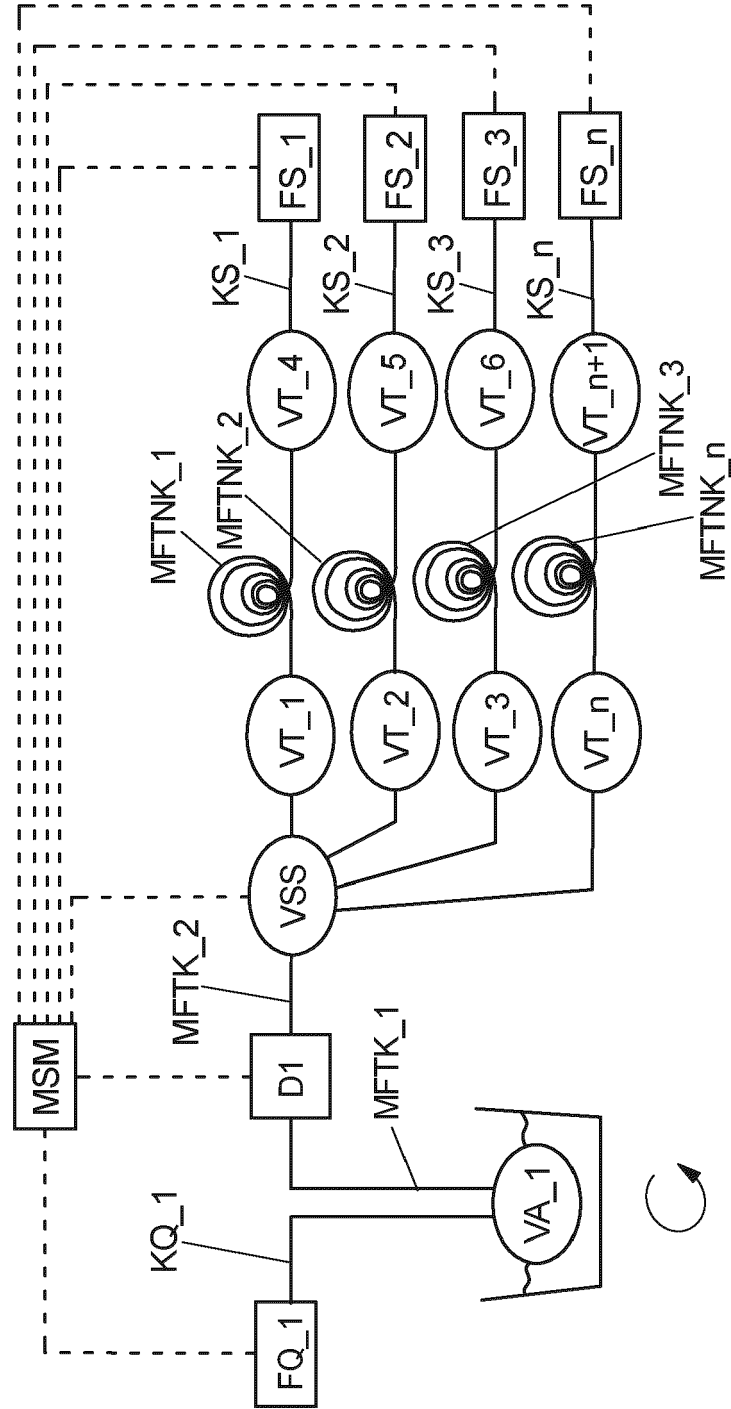 MSM
FQ_1
KQ_1
VA_1
MFTK_1
D1
MFTK_2
VSS
VT_1
VT_2
VT_3
VT_n
MFTNK_1
MFTNK_2
MFTNK_3
MFTNK_n
VT_4
VT_5
VT_6
VT_n+1
KS_1
KS_2
KS_3
KS_n
FS_1
FS_2
FS_3
FS_n